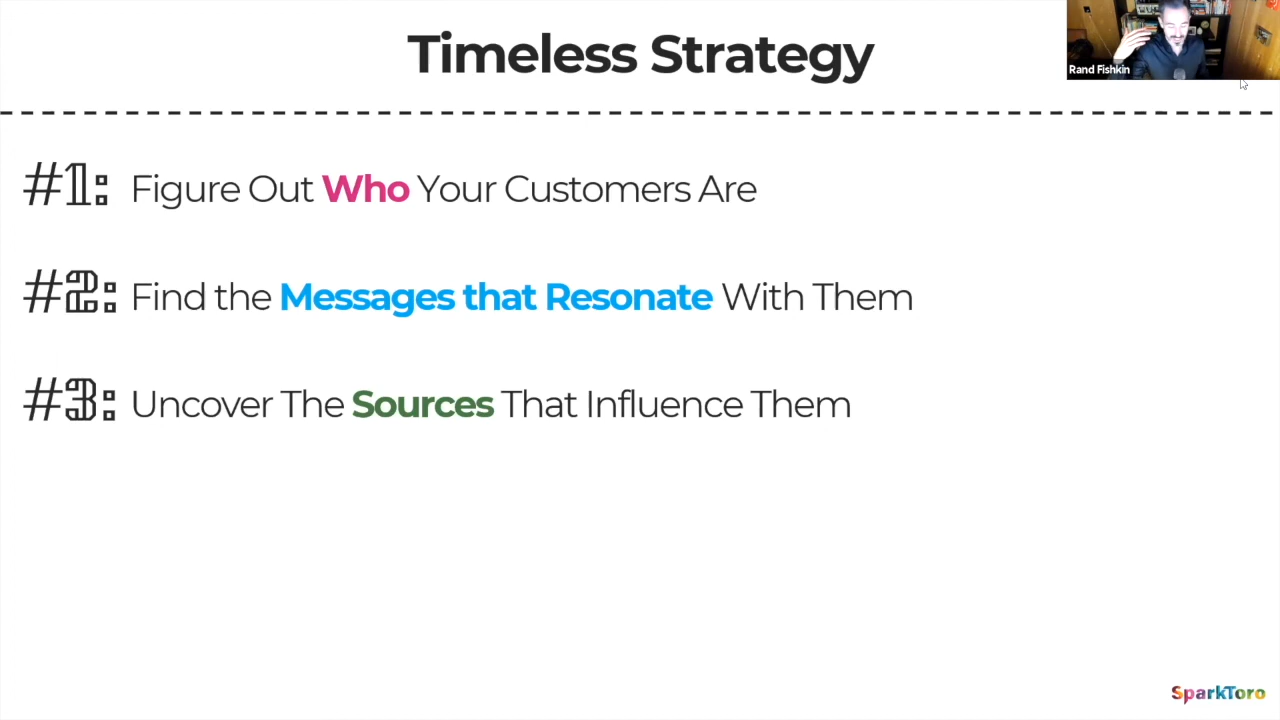 Timeless Strategy
Rand Fishkin
#1: Figure Out Who Your Customers Are
#2: Find the Messages that Resonate With Them
#3: Uncover The Sources That Influence Them
SparkToro